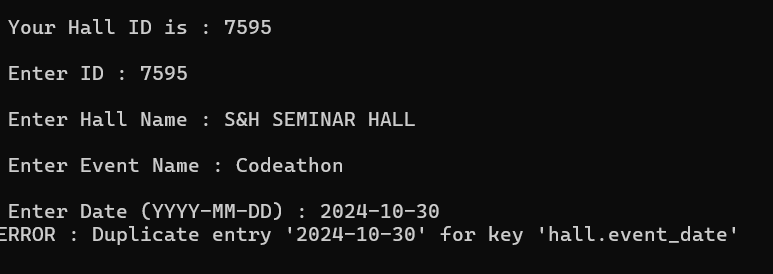 Your Hall ID is : 7595
Enter ID : 7595
Enter Hall Name : S&H SEMINAR HALL
Enter Event Name : Codeathon
Enter Date (YYYY-MM-DD) : 2024-10-30
ERROR : Duplicate entry '2024-10-30' for key 'hall.event_date'